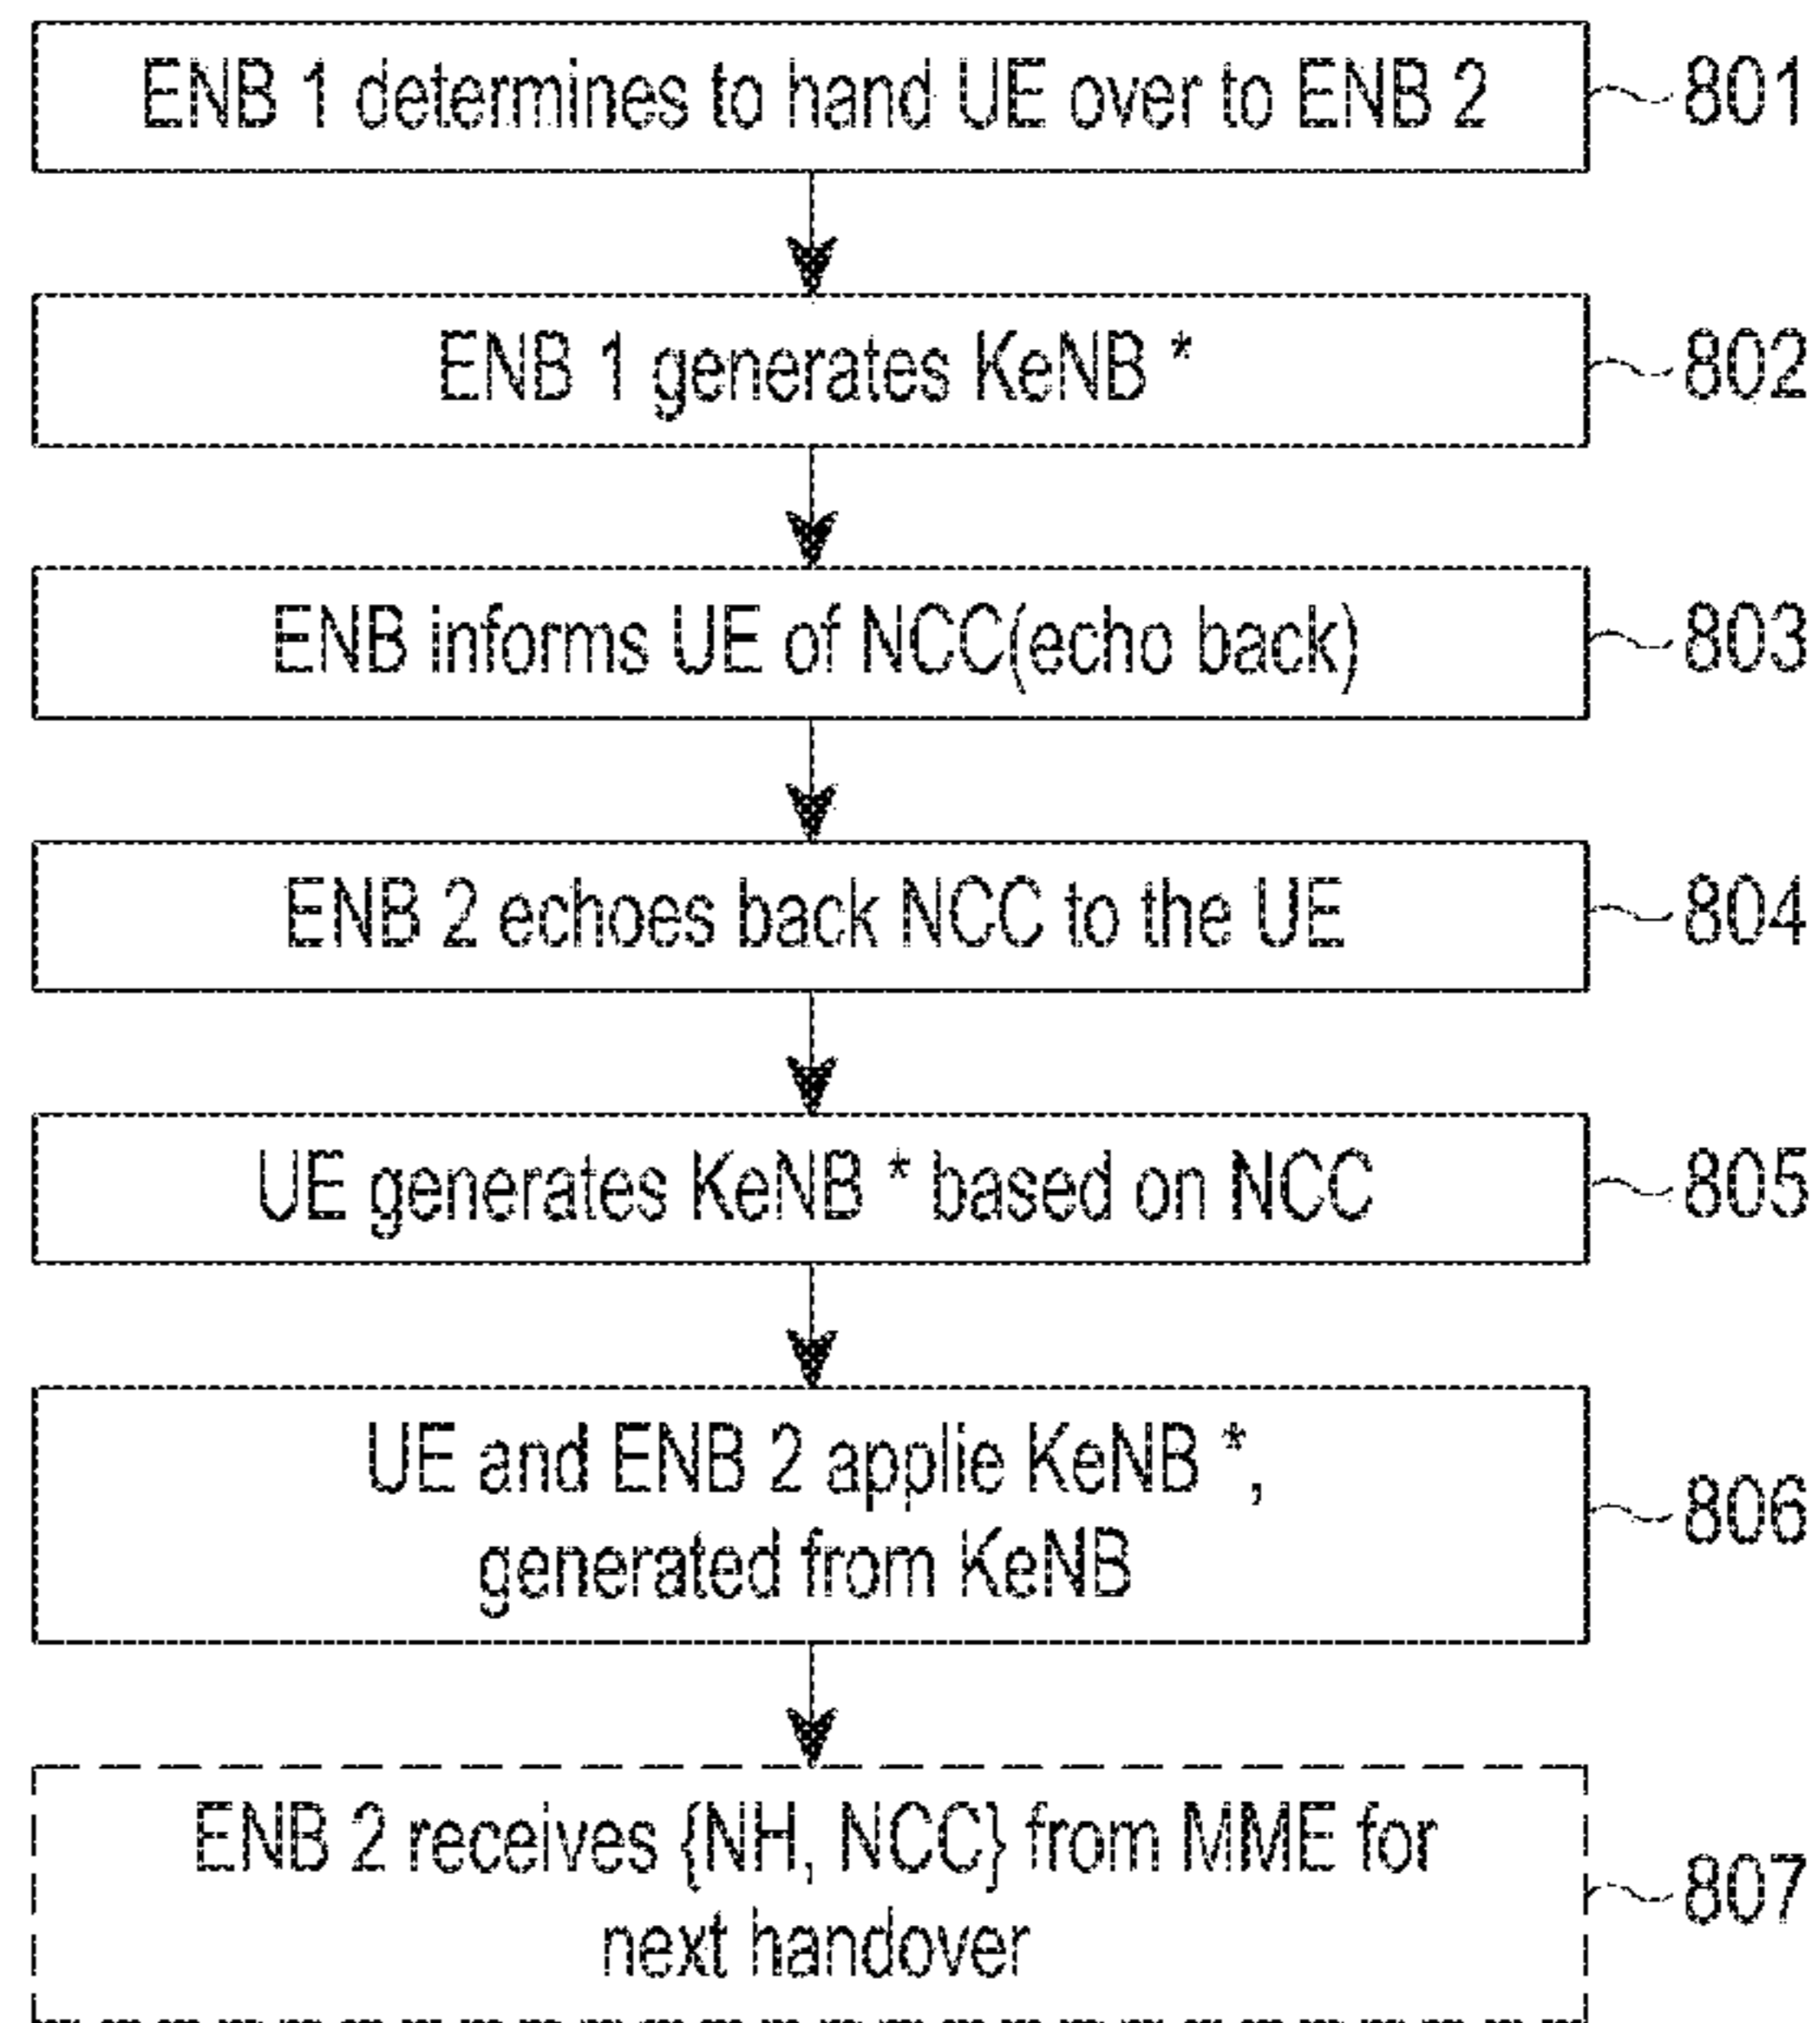 ENB 1 determines to hand UE over to ENB 2
801
ENB 1 generates KeNB *
802
ENB informs UE of NCC(echo back)
803
ENB 2 echoes back NCC to the UE
804
UE generates KeNB * based on NCC
805
UE and ENB 2 applie KeNB *,
generated from KeNB
806
ENB 2 receives {NH, NCC} from MME for
next handover
807